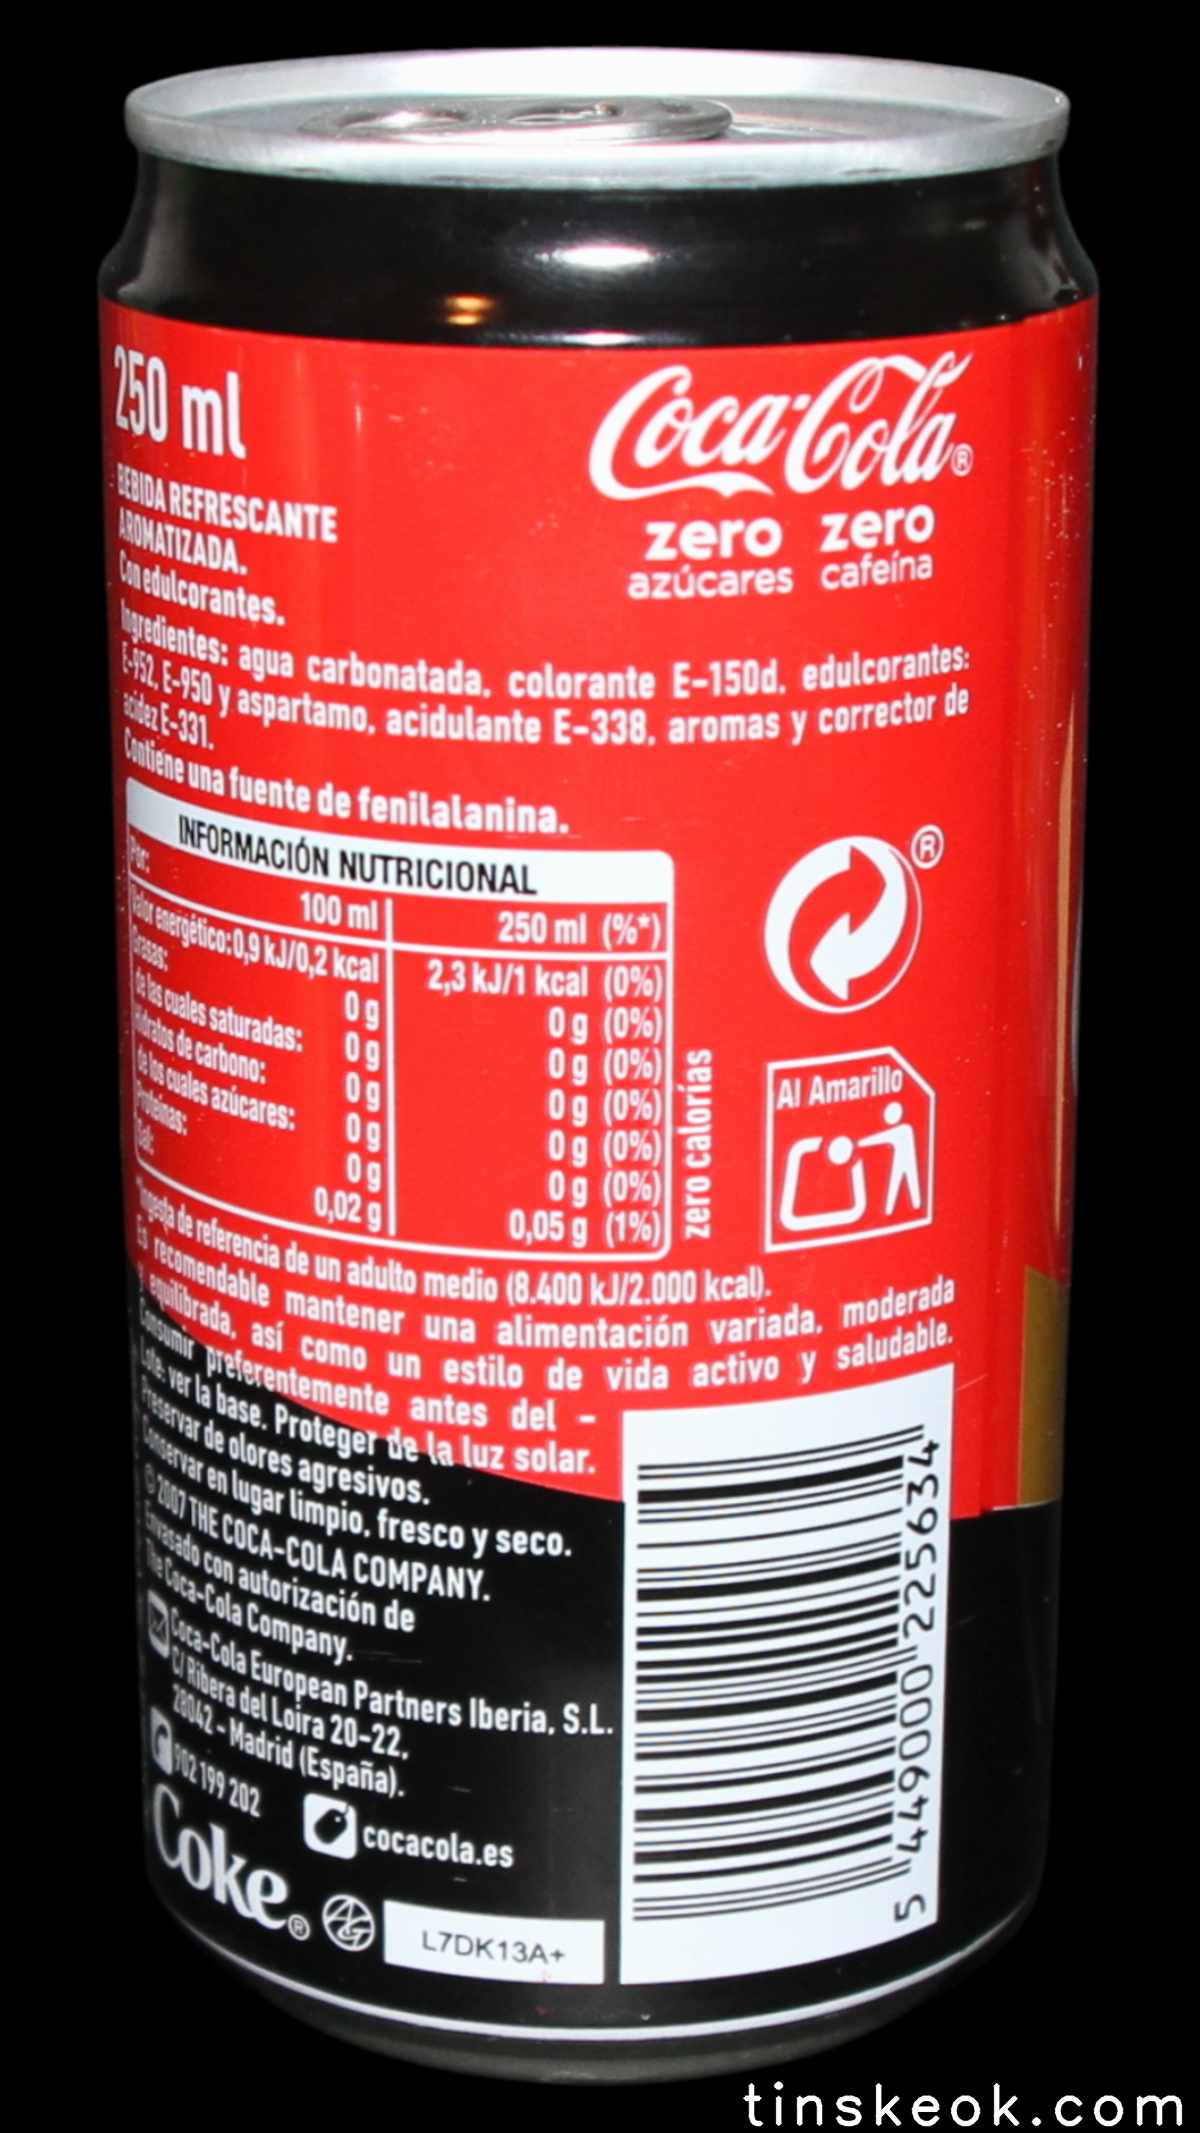 250 ml
BEBIDA REFRESCANTE
AROMATIZADA.
Con edulcorantes.
Coca-Cola®
zero zero
azúcares cafeína
Ingredientes: agua carbonatada, colorante E-150d, edulcorantes:
E-952, E-950 y aspartamo, acidulante E-338, aromas y corrector de
acidez E-331.
Contiene una fuente de fenilalanina.
INFORMACIÓN NUTRICIONAL
Por: 100 ml 250 ml (%*)
Valor energético: 0,9 kJ/0,2 kcal 2,3 kJ/1 kcal (0%)
Grasas: 0 g 0 g (0%)
de las cuales saturadas: 0 g 0 g (0%)
Hidratos de carbono: 0 g 0 g (0%)
de los cuales azúcares: 0 g 0 g (0%)
Proteínas: 0 g 0 g (0%)
Sal: 0,02 g 0,05 g (1%)
zero calorías
®
Al Amarillo
*Ingesta de referencia de un adulto medio (8.400 kJ/2.000 kcal).
Es recomendable mantener una alimentación variada, moderada
y equilibrada, así como un estilo de vida activo y saludable.
Consumir preferentemente antes del -
Lote: ver la base. Proteger de la luz solar.
Preservar de olores agresivos.
Conservar en lugar limpio, fresco y seco.
© 2007 THE COCA-COLA COMPANY.
Envasado con autorización de
The Coca-Cola Company.
Coca-Cola European Partners Iberia, S.L.
C/ Ribera del Loira 20-22,
28042 - Madrid (España).
902 199 202
cocacola.es
Coke®
L7DK13A+
5 449000 225634
tinskeok.com